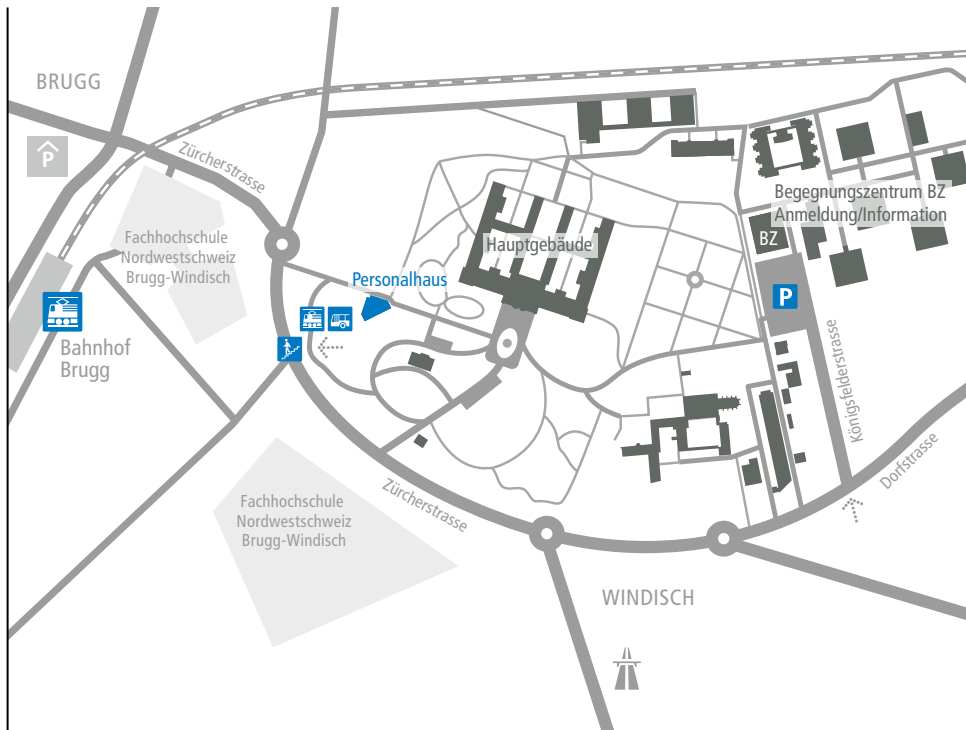 BRUGG
P
Zürcherstrasse
Fachhochschule
Nordwestschweiz
Brugg-Windisch
Bahnhof
Brugg
Personalhaus
Hauptgebäude
Begegnungszentrum BZ
Anmeldung/Information
BZ
P
Königsfelderstrasse
Dorfstrasse
Zürcherstrasse
Fachhochschule
Nordwestschweiz
Brugg-Windisch
WINDISCH